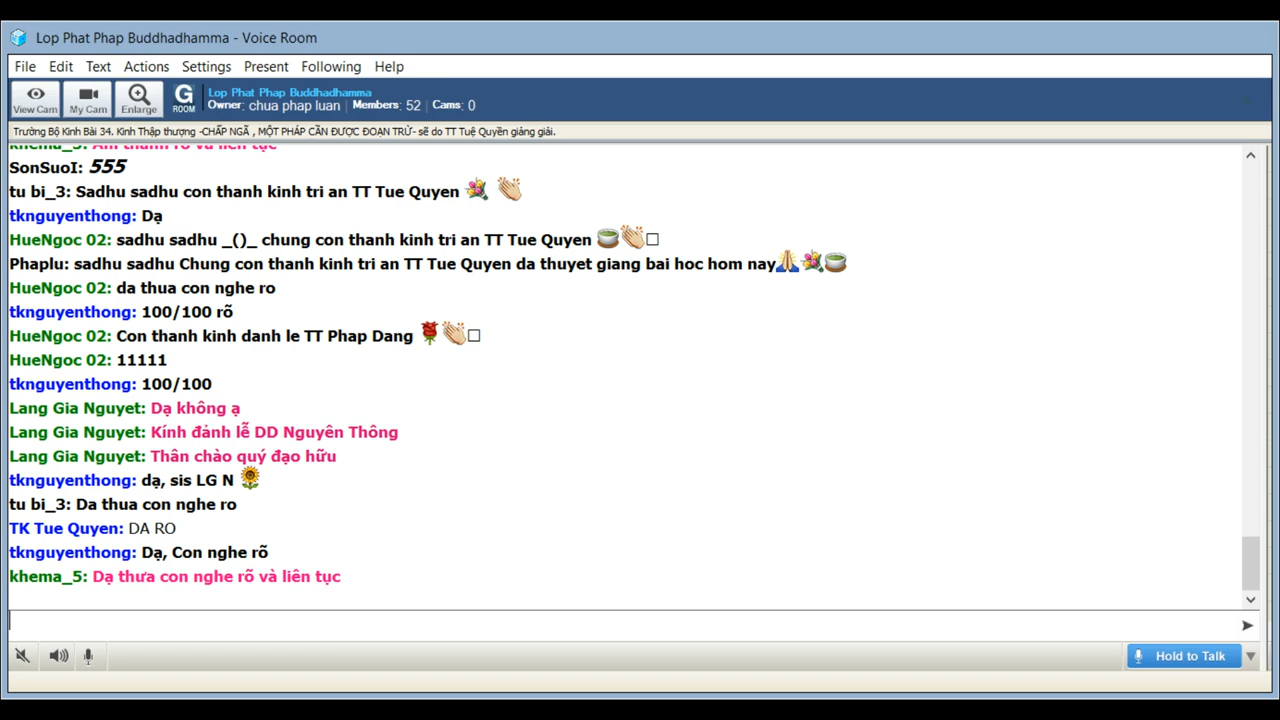 Lop Phat Phap Buddhadhamma - Voice Room
File Edit Text Actions Settings Present Following Help
View Cam My Cam Enlarge G ROOM Lop Phat Phap Buddhadhamma
Owner: chua phap luan | Members: 52 | Cams: 0
Trường Bộ Kinh Bài 34. Kinh Thập thượng -CHẤP NGÃ , MỘT PHÁP CẦN ĐƯỢC ĐOẠN TRỪ- sẽ do TT Tuệ Quyền giảng giải.
khema_5: Âm thanh rõ và liên tục
SonSuoI: 555
tu bi_3: Sadhu sadhu con thanh kinh tri an TT Tue Quyen 💐 👏
tknguyenthong: Dạ
HueNgoc 02: sadhu sadhu _()_ chung con thanh kinh tri an TT Tue Quyen 🍵👏□
Phaplu: sadhu sadhu Chung con thanh kinh tri an TT Tue Quyen da thuyet giang bai hoc hom nay🙏💐🍵
HueNgoc 02: da thua con nghe ro
tknguyenthong: 100/100 rõ
HueNgoc 02: Con thanh kinh danh le TT Phap Dang 🌹👏□
HueNgoc 02: 11111
tknguyenthong: 100/100
Lang Gia Nguyet: Dạ không ạ
Lang Gia Nguyet: Kính đảnh lễ DD Nguyên Thông
Lang Gia Nguyet: Thân chào quý đạo hữu
tknguyenthong: dạ, sis LG N 🌻
tu bi_3: Da thua con nghe ro
TK Tue Quyen: DA RO
tknguyenthong: Dạ, Con nghe rõ
khema_5: Dạ thưa con nghe rõ và liên tục
Hold to Talk